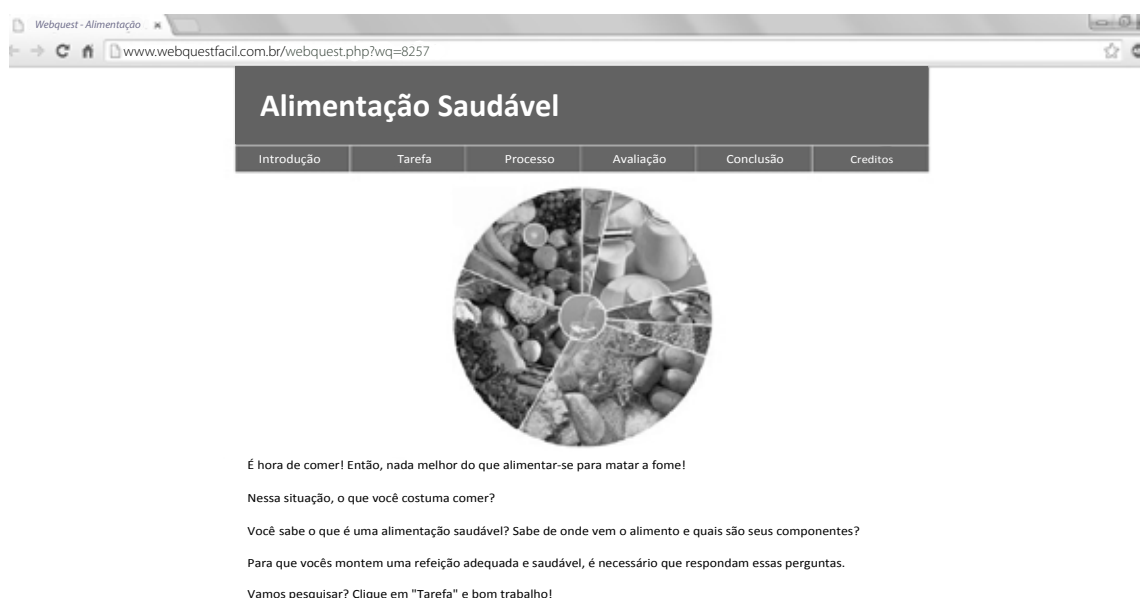 Webquest - Alimentação
www.webquestfacil.com.br/webquest.php?wq=8257
Alimentação Saudável
Introdução Tarefa Processo Avaliação Conclusão Creditos
É hora de comer! Então, nada melhor do que alimentar-se para matar a fome!
Nessa situação, o que você costuma comer?
Você sabe o que é uma alimentação saudável? Sabe de onde vem o alimento e quais são seus componentes?
Para que vocês montem uma refeição adequada e saudável, é necessário que respondam essas perguntas.
Vamos pesquisar? Clique em "Tarefa" e bom trabalho!